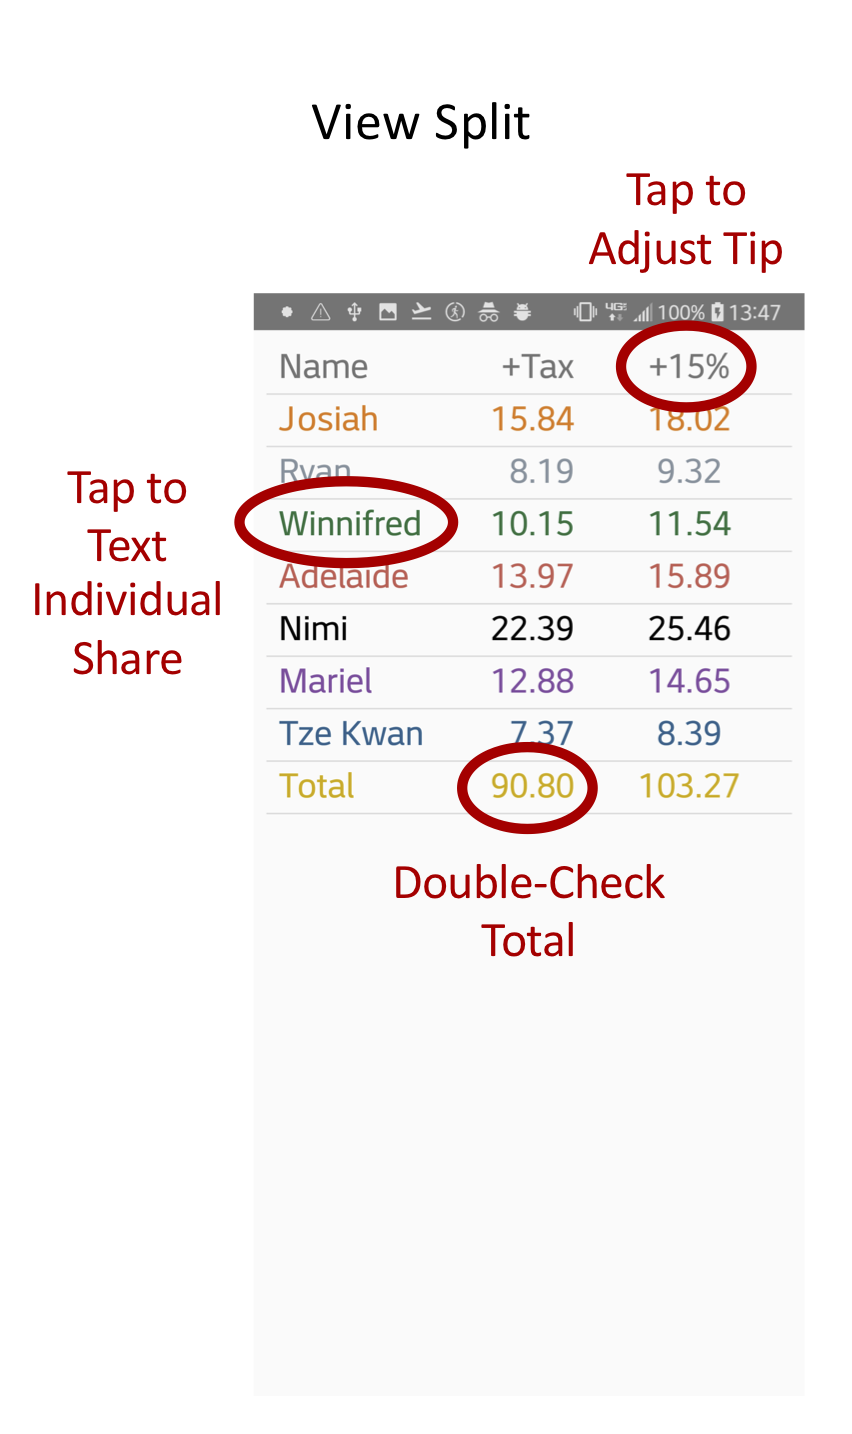 View Split
Tap to
Adjust Tip
4G 100% 13:47
Name +Tax +15%
Josiah 15.84 18.02
Ryan 8.19 9.32
Tap to
Text
Individual
Share
Winnifred 10.15 11.54
Adelaide 13.97 15.89
Nimi 22.39 25.46
Mariel 12.88 14.65
Tze Kwan 7.37 8.39
Total 90.80 103.27
Double-Check
Total